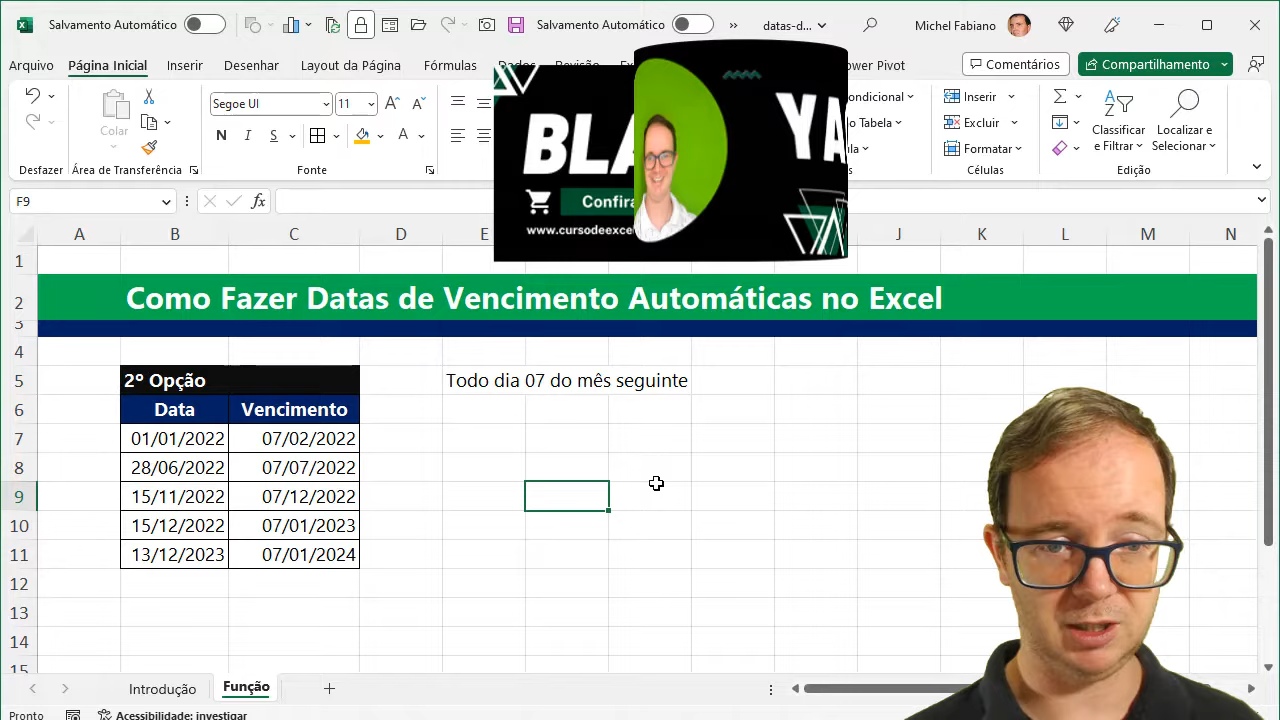 Salvamento Automático
Salvamento Automático
»
datas-d...
Michel Fabiano
Arquivo
Página Inicial
Inserir
Desenhar
Layout da Página
Fórmulas
ower Pivot
Comentários
Compartilhamento
Colar
Segoe UI
11
N I S
A
Desfazer
Área de Transferência
Fonte
ondicional
o Tabela
Inserir
Excluir
Formatar
Células
Classificar
e Filtrar
Localizar e
Selecionar
Edição
BLA
YA
Confira
www.cursodeexce
F9
fx
A B C D E J K L M N
1
2 Como Fazer Datas de Vencimento Automáticas no Excel
3
4
5 2º Opção Todo dia 07 do mês seguinte
6 Data Vencimento
7 01/01/2022 07/02/2022
8 28/06/2022 07/07/2022
9 15/11/2022 07/12/2022
10 15/12/2022 07/01/2023
11 13/12/2023 07/01/2024
12
13
14
15
Introdução
Função
Pronto
Acessibilidade: investigar